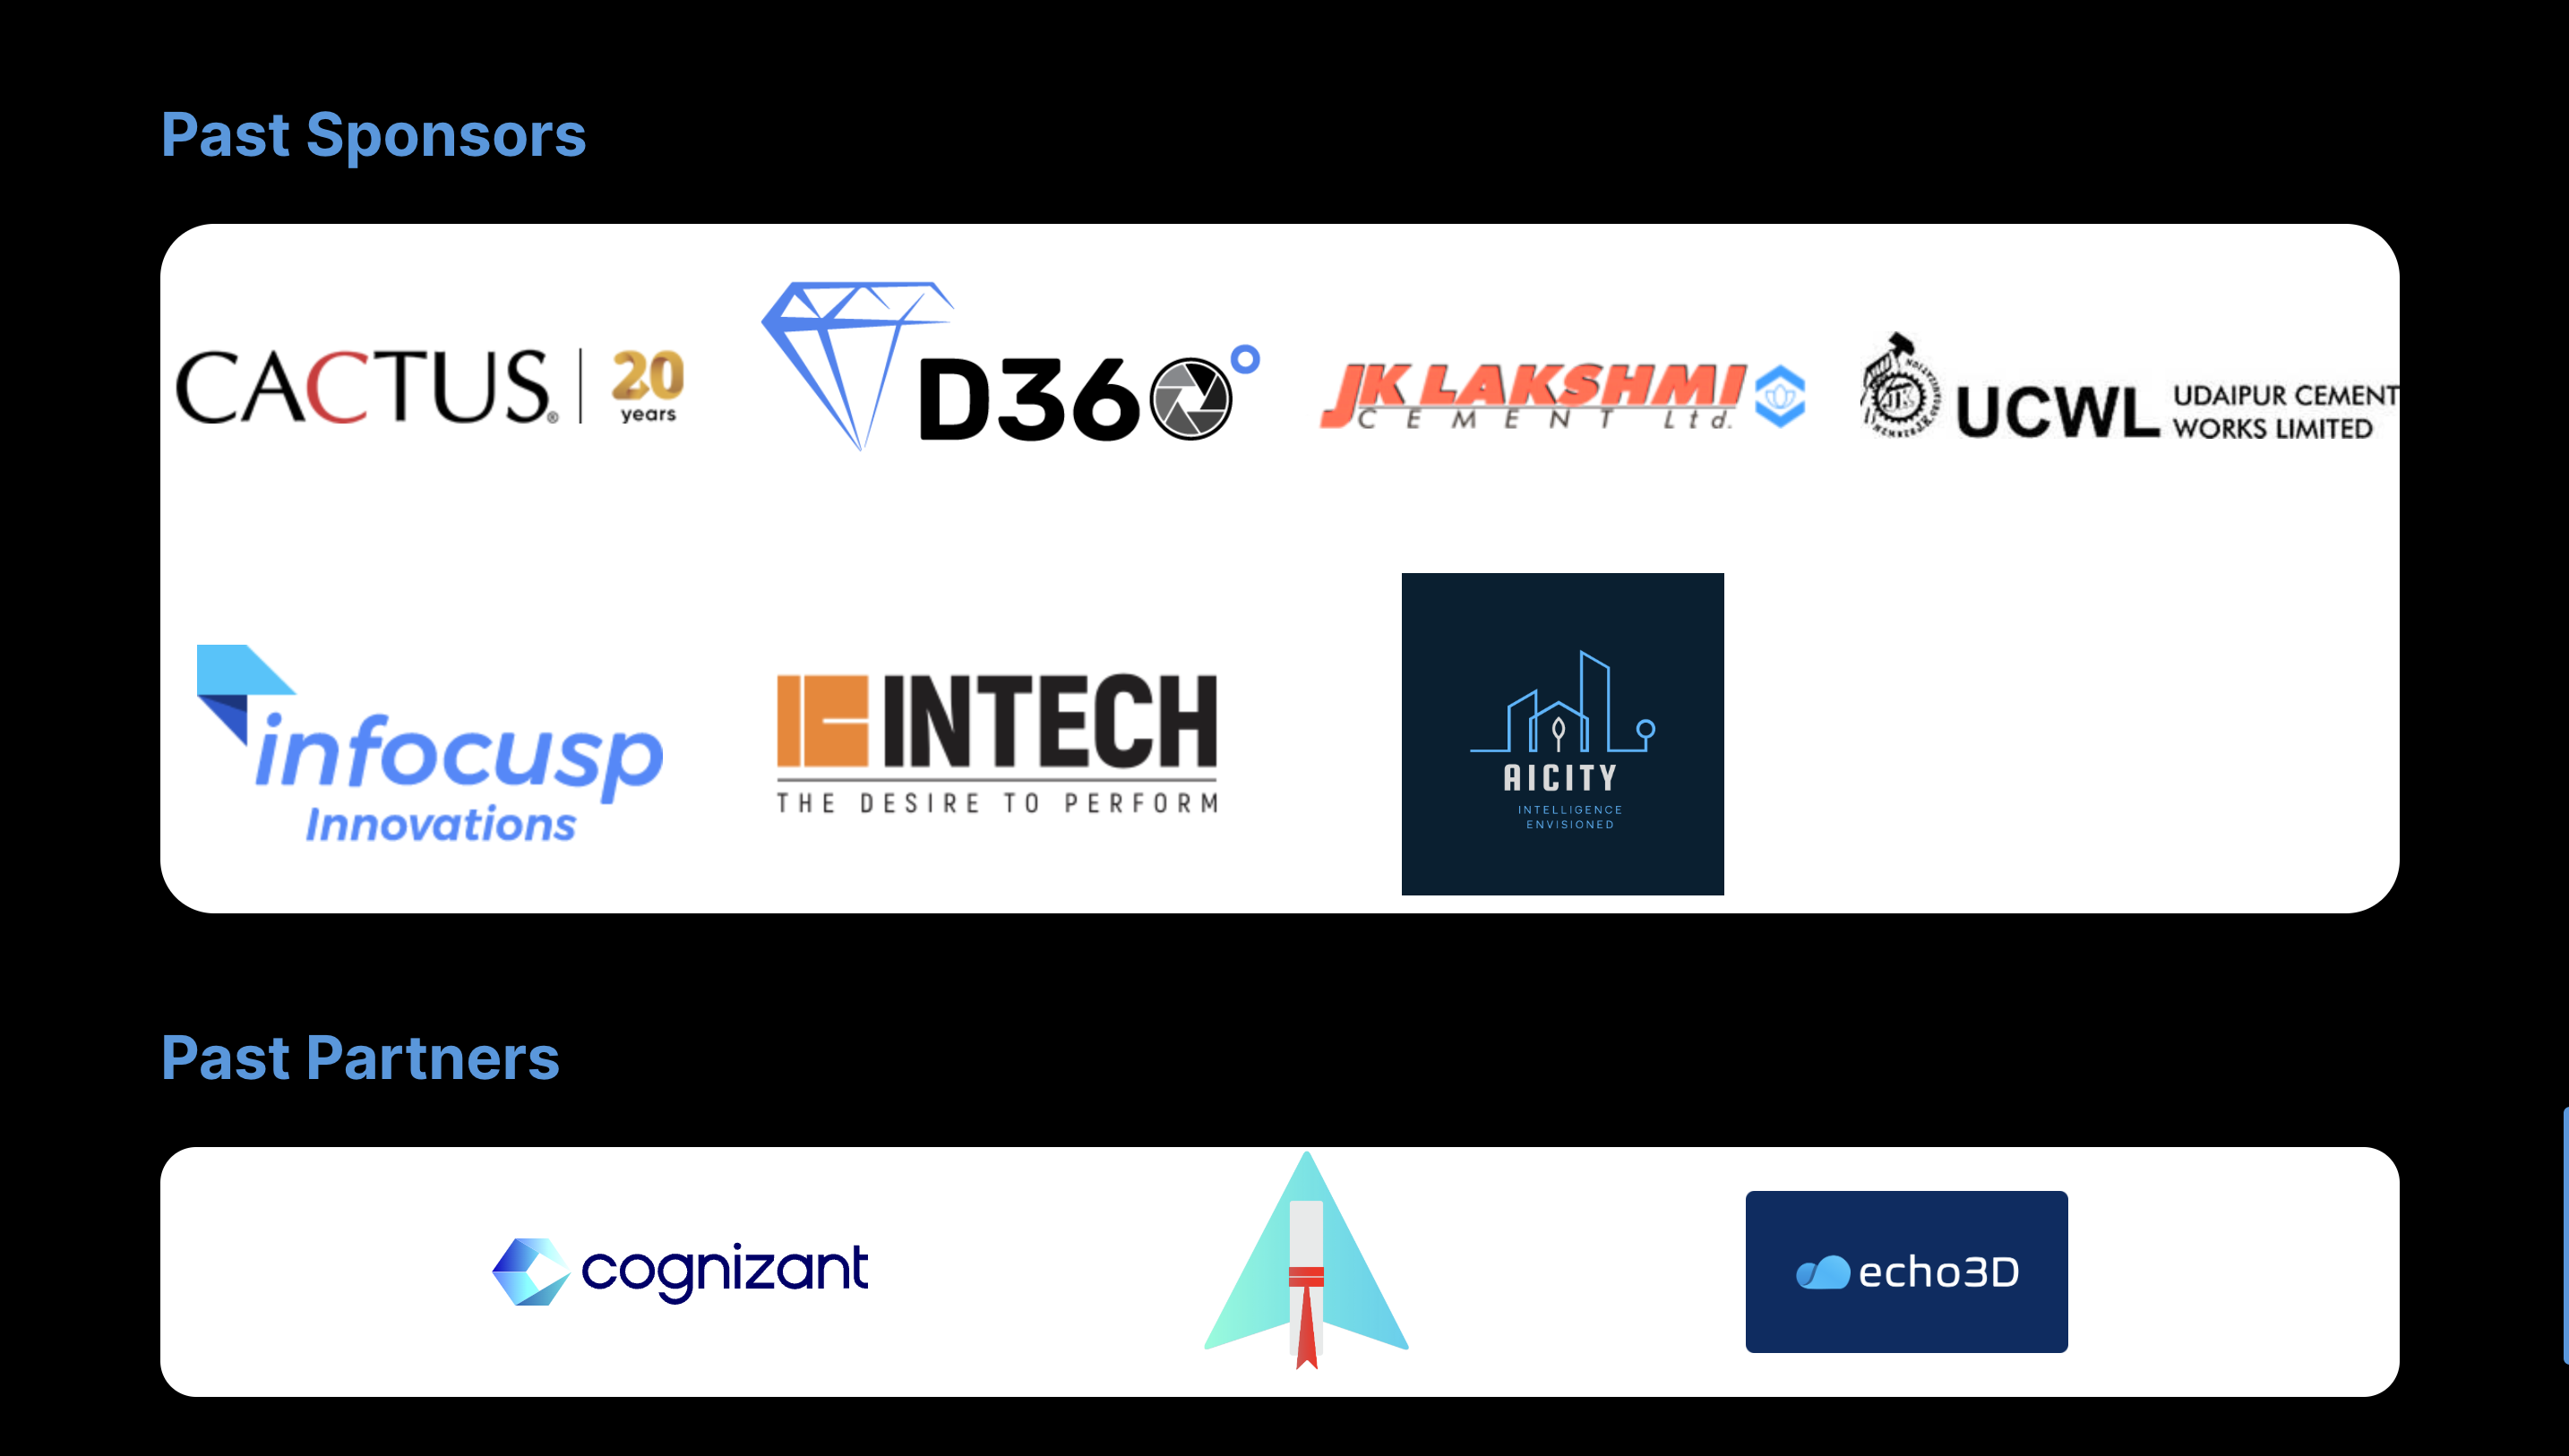 Past Sponsors
CACTUS® | 20 years
D360°
JK LAKSHMI
CEMENT Ltd.
UCWL
UDAIPUR CEMENT
WORKS LIMITED
infocusp
Innovations
INTECH
THE DESIRE TO PERFORM
AICITY
INTELLIGENCE
ENVISIONED
Past Partners
cognizant
echo3D